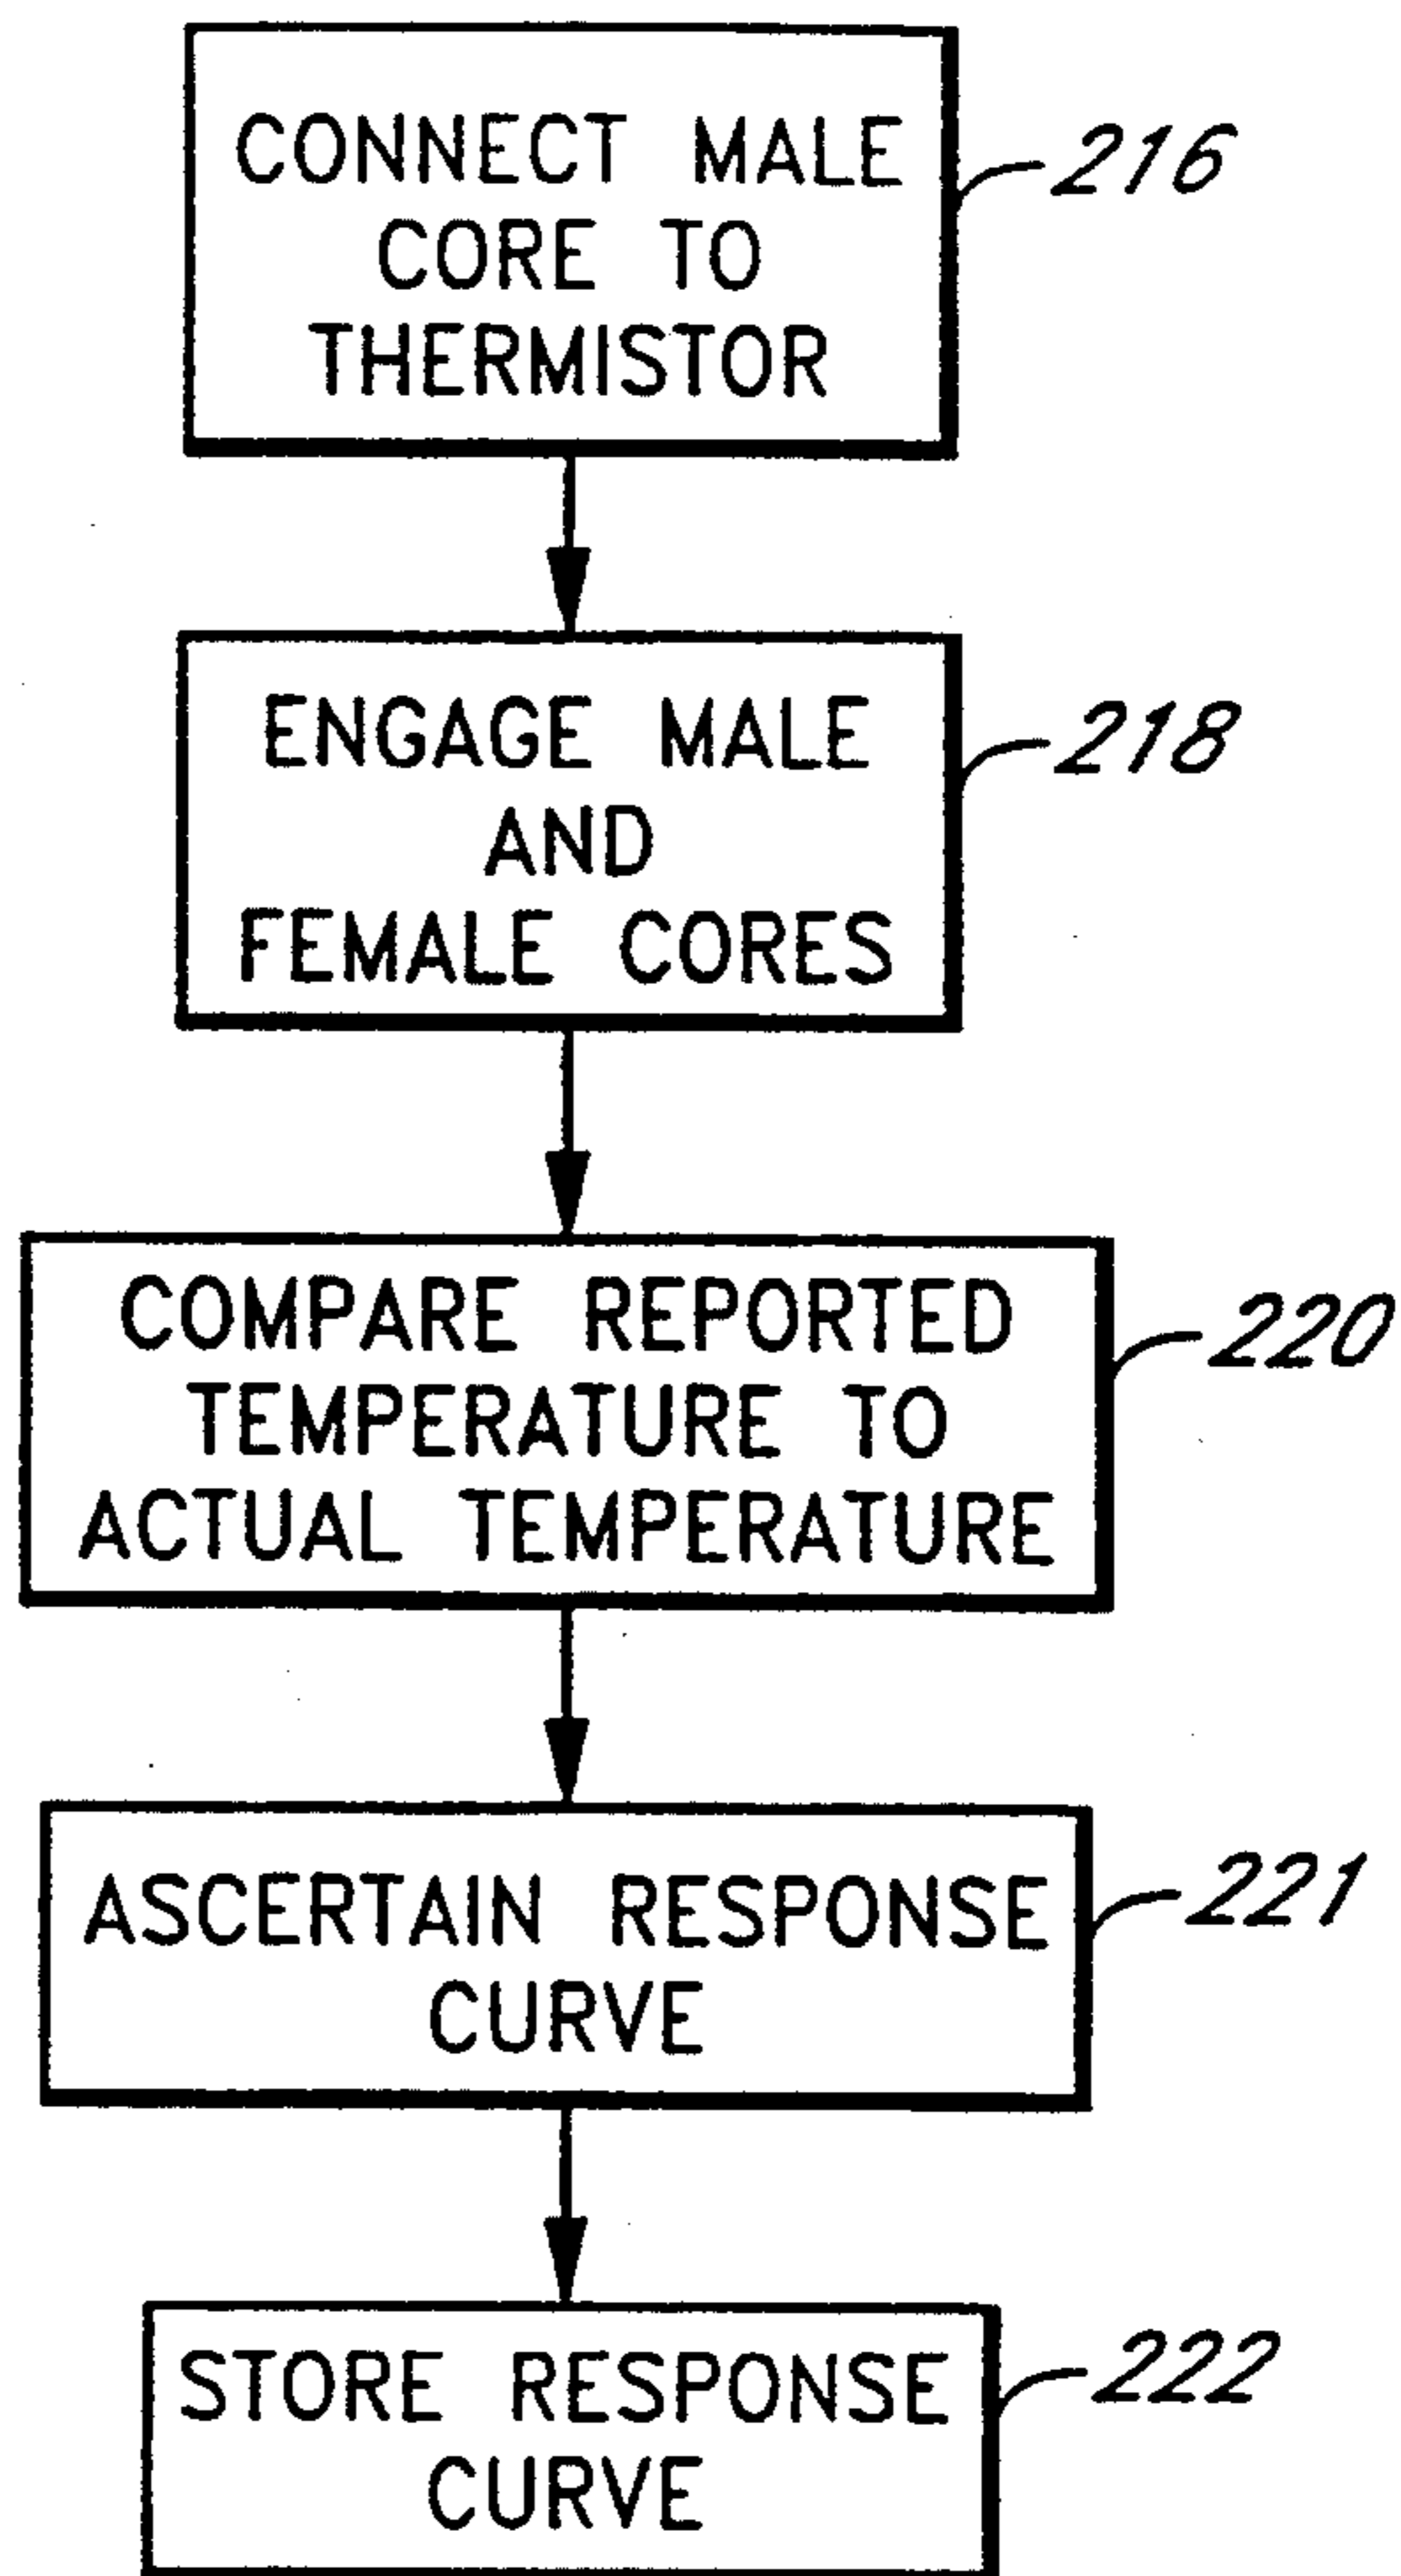 CONNECT MALE
CORE TO
THERMISTOR
216
ENGAGE MALE
AND
FEMALE CORES
218
COMPARE REPORTED
TEMPERATURE TO
ACTUAL TEMPERATURE
220
ASCERTAIN RESPONSE
CURVE
221
STORE RESPONSE
CURVE
222